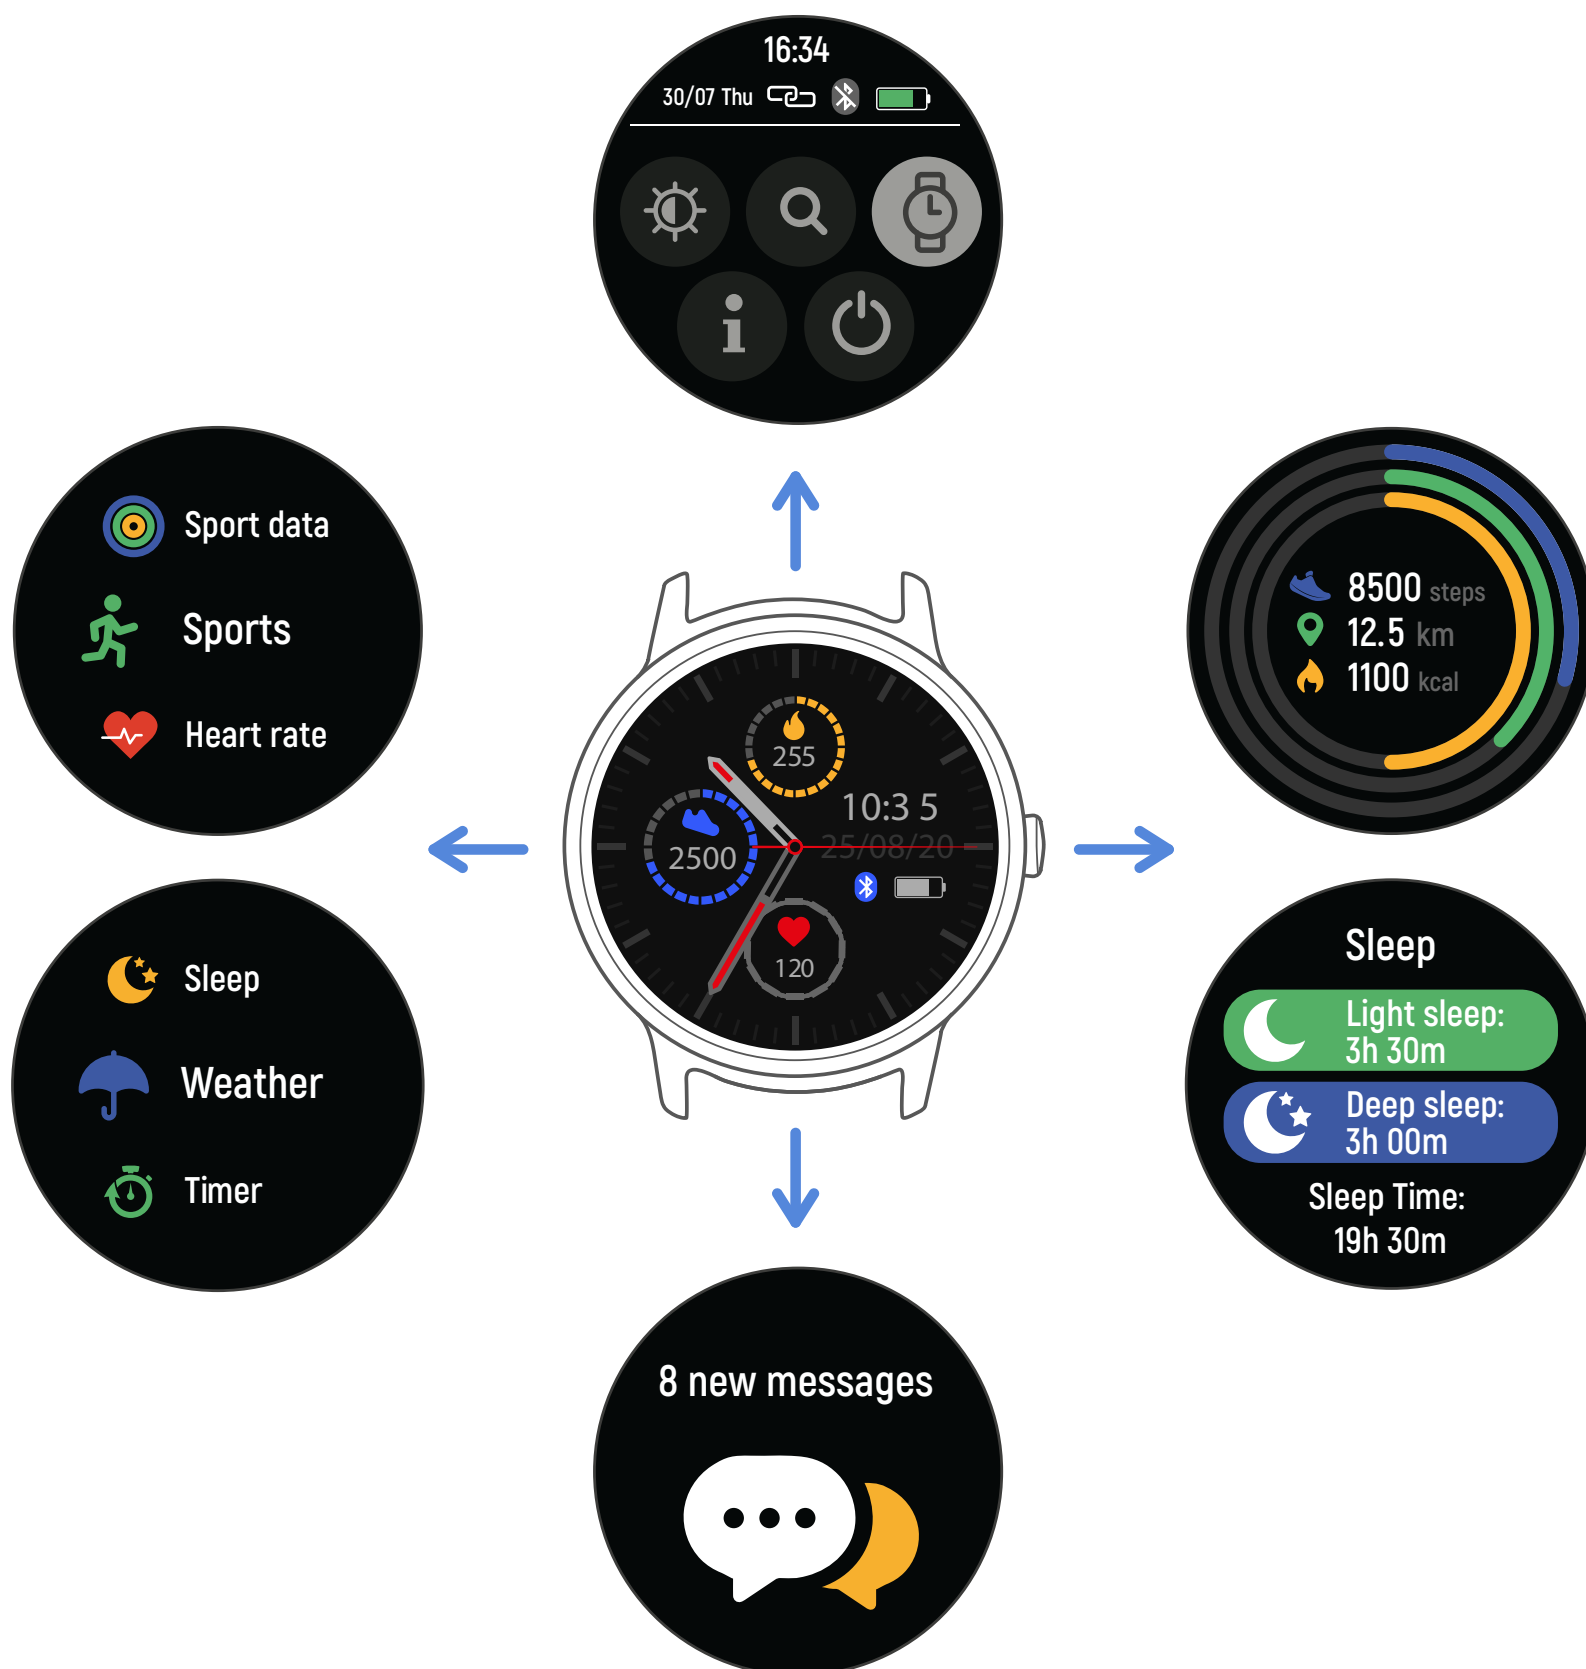 16:34
30/07 Thu
Sport data
Sports
Heart rate
8500 steps
12.5 km
1100 kcal
255
10:3 5
2500
25/08/20
120
Sleep
Weather
Timer
Sleep
Light sleep:
3h 30m
Deep sleep:
3h 00m
Sleep Time:
19h 30m
8 new messages